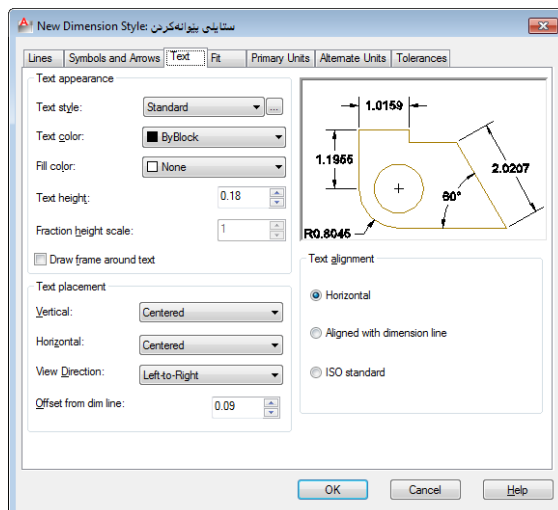 New Dimension Style: ستایلی پێوانەکردن
Lines Symbols and Arrows Text Fit Primary Units Alternate Units Tolerances
Text appearance
Text style: Standard ...
Text color: ByBlock
Fill color: None
Text height: 0.18
Fraction height scale: 1
Draw frame around text
Text placement
Vertical: Centered
Horizontal: Centered
View Direction: Left-to-Right
Offset from dim line: 0.09
1.0159
1.1955
2.0207
60°
R0.8045
Text alignment
Horizontal
Aligned with dimension line
ISO standard
OK Cancel Help